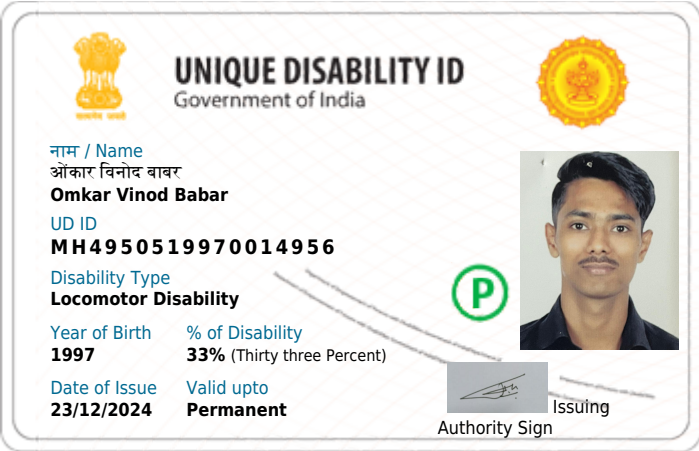 UNIQUE DISABILITY ID
Government of India
नाम / Name
ओंकार विनोद बाबर
Omkar Vinod Babar
UD ID
MH4950519970014956
Disability Type
Locomotor Disability
Year of Birth % of Disability
1997 33% (Thirty three Percent)
Date of Issue Valid upto
23/12/2024 Permanent
P
Issuing
Authority Sign